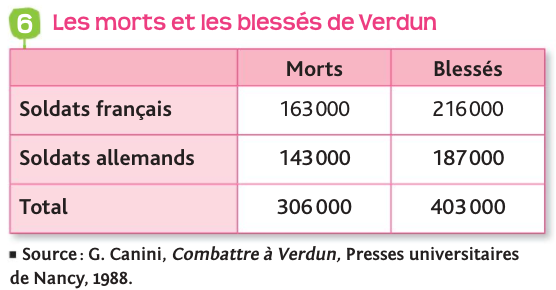 6 Les morts et les blessés de Verdun
Morts Blessés
Soldats français 163 000 216 000
Soldats allemands 143 000 187 000
Total 306 000 403 000
▪ Source : G. Canini, Combattre à Verdun, Presses universitaires
de Nancy, 1988.